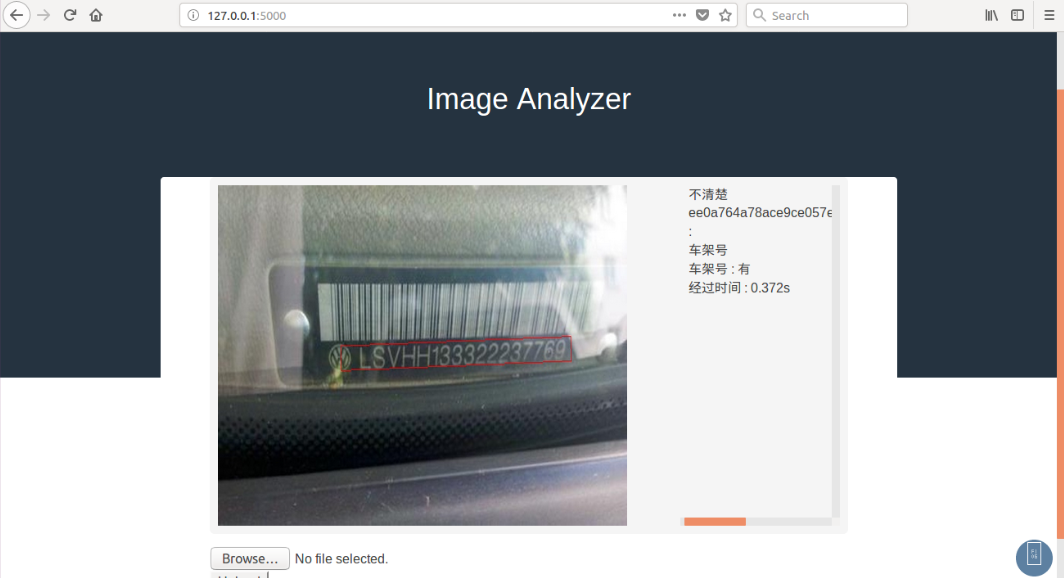 127.0.0.1:5000
Search
Image Analyzer
不清楚
ee0a764a78ace9ce057e
:
车架号
车架号 : 有
经过时间 : 0.372s
LSVHH133322237769
Browse...
No file selected.